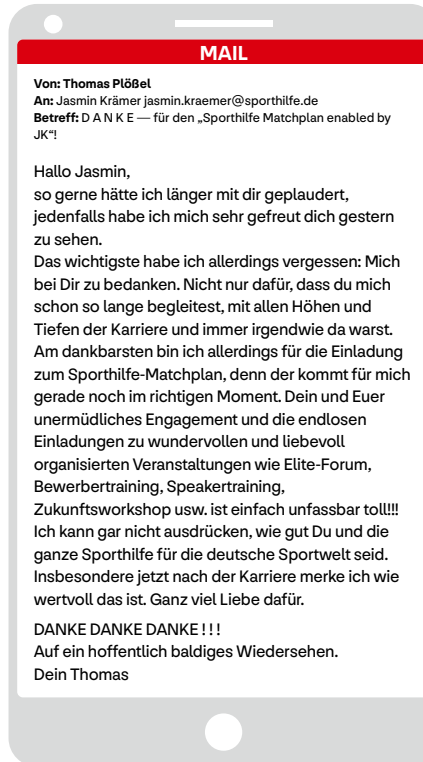 MAIL
Von: Thomas Plößel
An: Jasmin Krämer jasmin.kraemer@sporthilfe.de
Betreff: D A N K E — für den „Sporthilfe Matchplan enabled by
JK“!
Hallo Jasmin,
so gerne hätte ich länger mit dir geplaudert,
jedenfalls habe ich mich sehr gefreut dich gestern
zu sehen.
Das wichtigste habe ich allerdings vergessen: Mich
bei Dir zu bedanken. Nicht nur dafür, dass du mich
schon so lange begleitest, mit allen Höhen und
Tiefen der Karriere und immer irgendwie da warst.
Am dankbarsten bin ich allerdings für die Einladung
zum Sporthilfe-Matchplan, denn der kommt für mich
gerade noch im richtigen Moment. Dein und Euer
unermüdliches Engagement und die endlosen
Einladungen zu wundervollen und liebevoll
organisierten Veranstaltungen wie Elite-Forum,
Bewerbertraining, Speakertraining,
Zukunftsworkshop usw. ist einfach unfassbar toll!!!
Ich kann gar nicht ausdrücken, wie gut Du und die
ganze Sporthilfe für die deutsche Sportwelt seid.
Insbesondere jetzt nach der Karriere merke ich wie
wertvoll das ist. Ganz viel Liebe dafür.
DANKE DANKE DANKE ! ! !
Auf ein hoffentlich baldiges Wiedersehen.
Dein Thomas